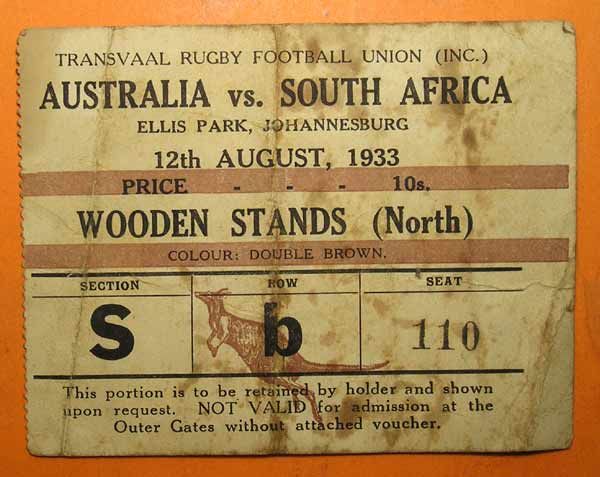 TRANSVAAL RUGBY FOOTBALL UNION (INC.)
AUSTRALIA vs. SOUTH AFRICA
ELLIS PARK, JOHANNESBURG
12th AUGUST, 1933
PRICE - - - 10s.
WOODEN STANDS (North)
COLOUR: DOUBLE BROWN.
SECTION ROW SEAT
S b 110
This portion is to be retained by holder and shown
upon request. NOT VALID for admission at the
Outer Gates without attached voucher.